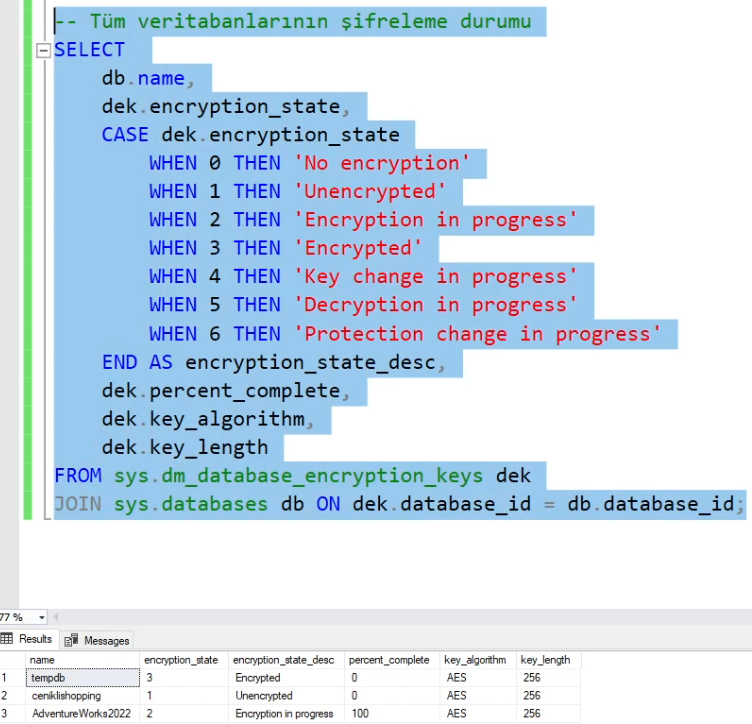 -- Tüm veritabanlarının şifreleme durumu
SELECT
db.name,
dek.encryption_state,
CASE dek.encryption_state
WHEN 0 THEN 'No encryption'
WHEN 1 THEN 'Unencrypted'
WHEN 2 THEN 'Encryption in progress'
WHEN 3 THEN 'Encrypted'
WHEN 4 THEN 'Key change in progress'
WHEN 5 THEN 'Decryption in progress'
WHEN 6 THEN 'Protection change in progress'
END AS encryption_state_desc,
dek.percent_complete,
dek.key_algorithm,
dek.key_length
FROM sys.dm_database_encryption_keys dek
JOIN sys.databases db ON dek.database_id = db.database_id;
77 %
Results Messages
name encryption_state encryption_state_desc percent_complete key_algorithm key_length
1 tempdb 3 Encrypted 0 AES 256
2 ceniklishopping 1 Unencrypted 0 AES 256
3 AdventureWorks2022 2 Encryption in progress 100 AES 256